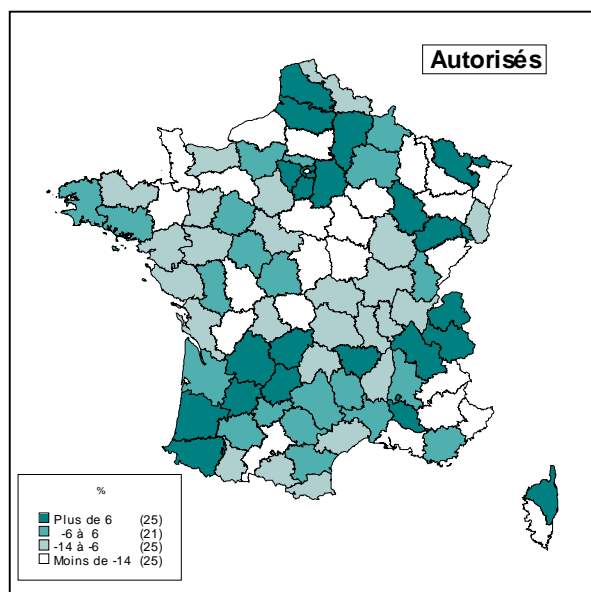 Autorisés
%
Plus de 6 (25)
-6 à 6 (21)
-14 à -6 (25)
Moins de -14 (25)